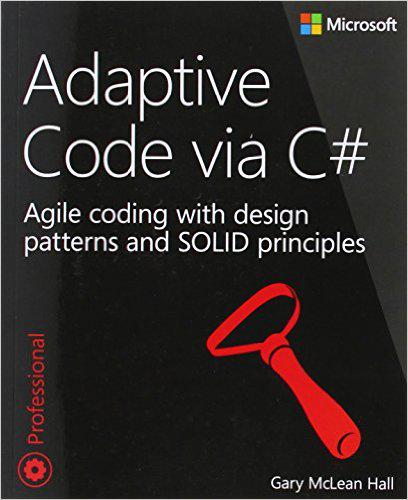 Microsoft
Adaptive
Code via C#
Agile coding with design
patterns and SOLID principles
Professional
Gary McLean Hall